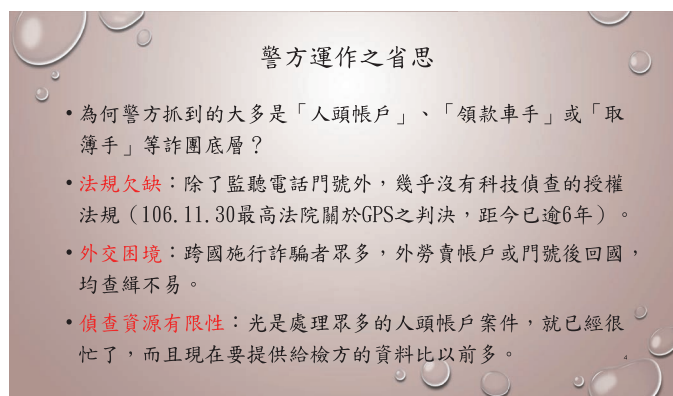 警方運作之省思
•為何警方抓到的大多是「人頭帳戶」、「領款車手」或「取
簿手」等詐團底層？
•法規欠缺：除了監聽電話門號外，幾乎沒有科技偵查的授權
法規（106.11.30最高法院關於GPS之判決，距今已逾6年）。
•外交困境：跨國施行詐騙者眾多，外勞賣帳戶或門號後回國，
均查緝不易。
•偵查資源有限性：光是處理眾多的人頭帳戶案件，就已經很
忙了，而且現在要提供給檢方的資料比以前多。
4